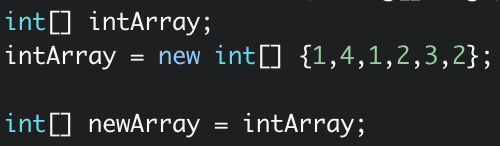 int[] intArray;
intArray = new int[] {1,4,1,2,3,2};
int[] newArray = intArray;